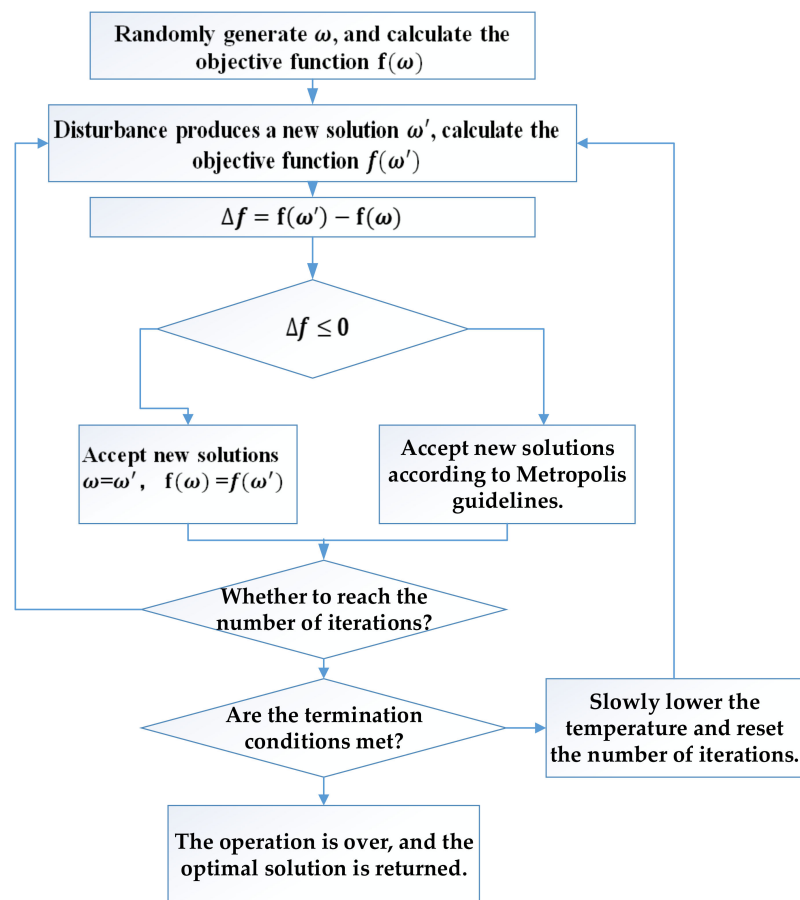 Randomly generate ω, and calculate the
objective function f(ω)
Disturbance produces a new solution ω′, calculate the
objective function f(ω′)
Δf = f(ω′) − f(ω)
Δf ≤ 0
Accept new solutions
ω=ω′, f(ω) =f(ω′)
Accept new solutions
according to Metropolis
guidelines.
Whether to reach the
number of iterations?
Are the termination
conditions met?
Slowly lower the
temperature and reset
the number of iterations.
The operation is over, and the
optimal solution is returned.